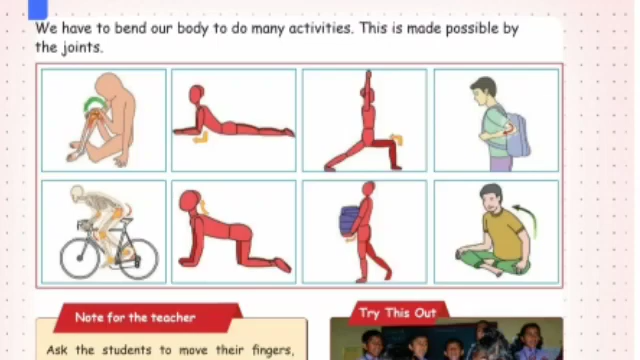 We have to bend our body to do many activities. This is made possible by
the joints.
Note for the teacher
Try This Out
Ask the students to move their fingers,